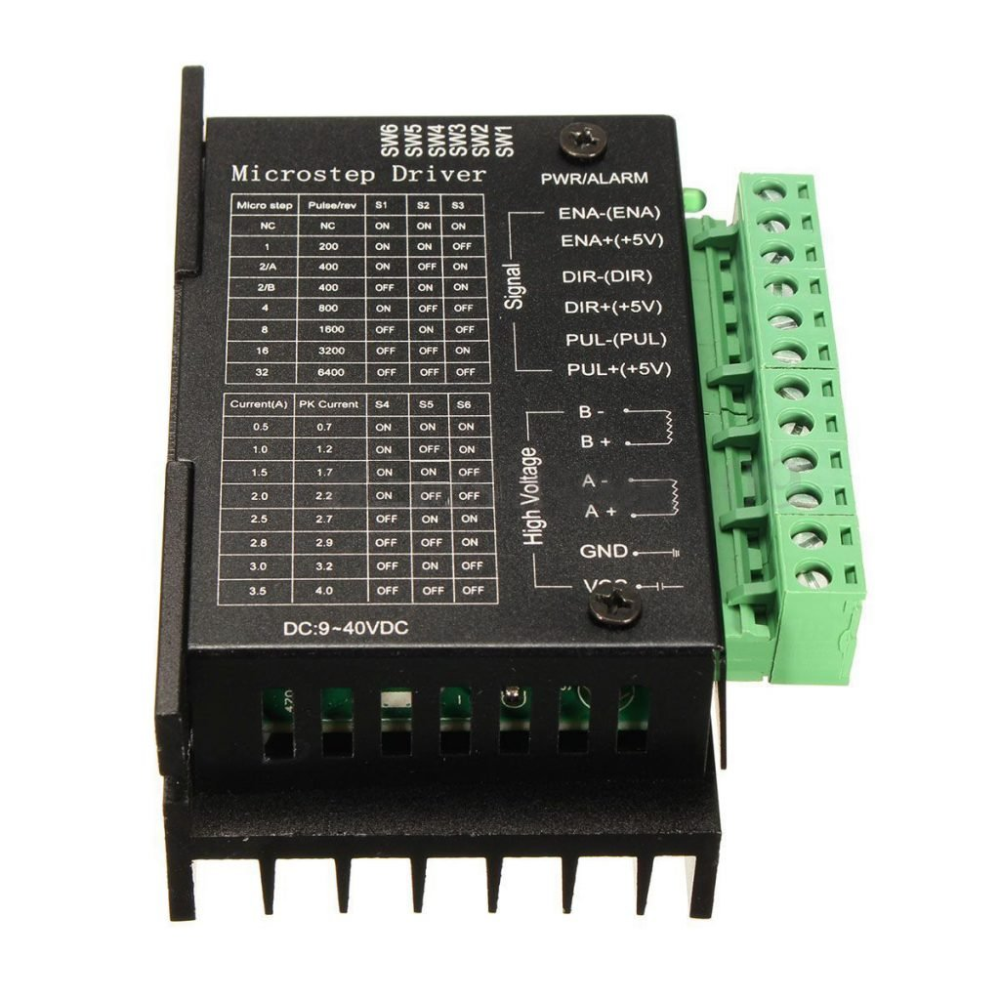 SW6
SW5
SW4
SW3
SW2
SW1
Microstep Driver
PWR/ALARM
Micro step Pulse/rev S1 S2 S3
NC NC ON ON ON
1 200 ON ON OFF
2/A 400 ON OFF ON
2/B 400 OFF ON ON
4 800 ON OFF OFF
8 1600 OFF ON OFF
16 3200 OFF OFF ON
32 6400 OFF OFF OFF
Current(A) PK Current S4 S5 S6
0.5 0.7 ON ON ON
1.0 1.2 ON OFF ON
1.5 1.7 ON ON OFF
2.0 2.2 ON OFF OFF
2.5 2.7 OFF ON ON
2.8 2.9 OFF OFF ON
3.0 3.2 OFF ON OFF
3.5 4.0 OFF OFF OFF
DC:9~40VDC
Signal
ENA-(ENA)
ENA+(+5V)
DIR-(DIR)
DIR+(+5V)
PUL-(PUL)
PUL+(+5V)
High Voltage
B -
B +
A -
A +
GND
VCC
470